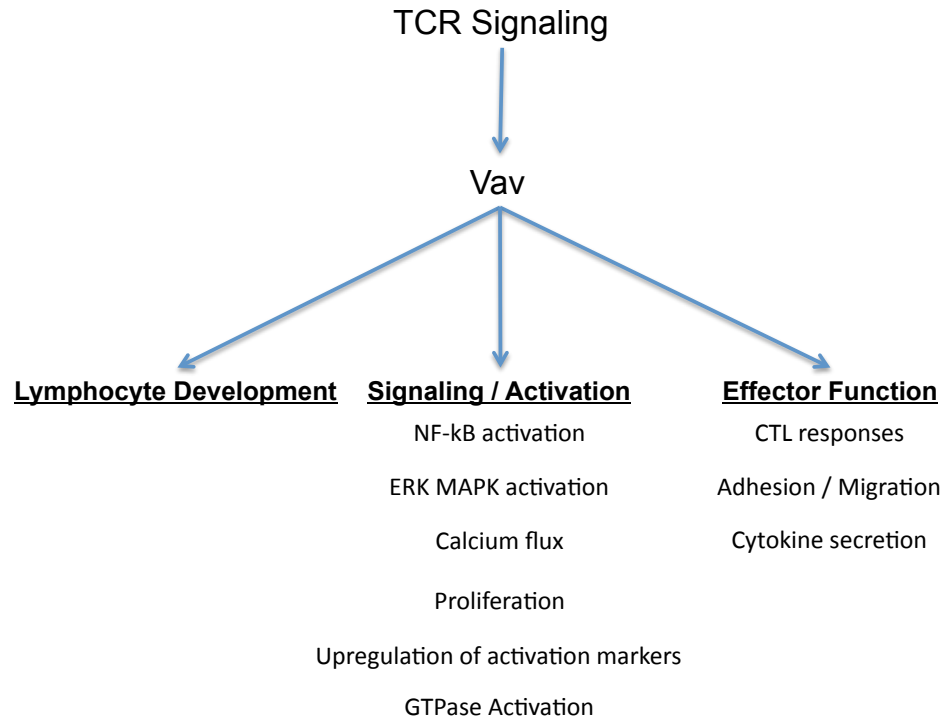 TCR Signaling
Vav
Lymphocyte Development
Signaling / Activation
NF-kB activation
ERK MAPK activation
Calcium flux
Proliferation
Upregulation of activation markers
GTPase Activation
Effector Function
CTL responses
Adhesion / Migration
Cytokine secretion